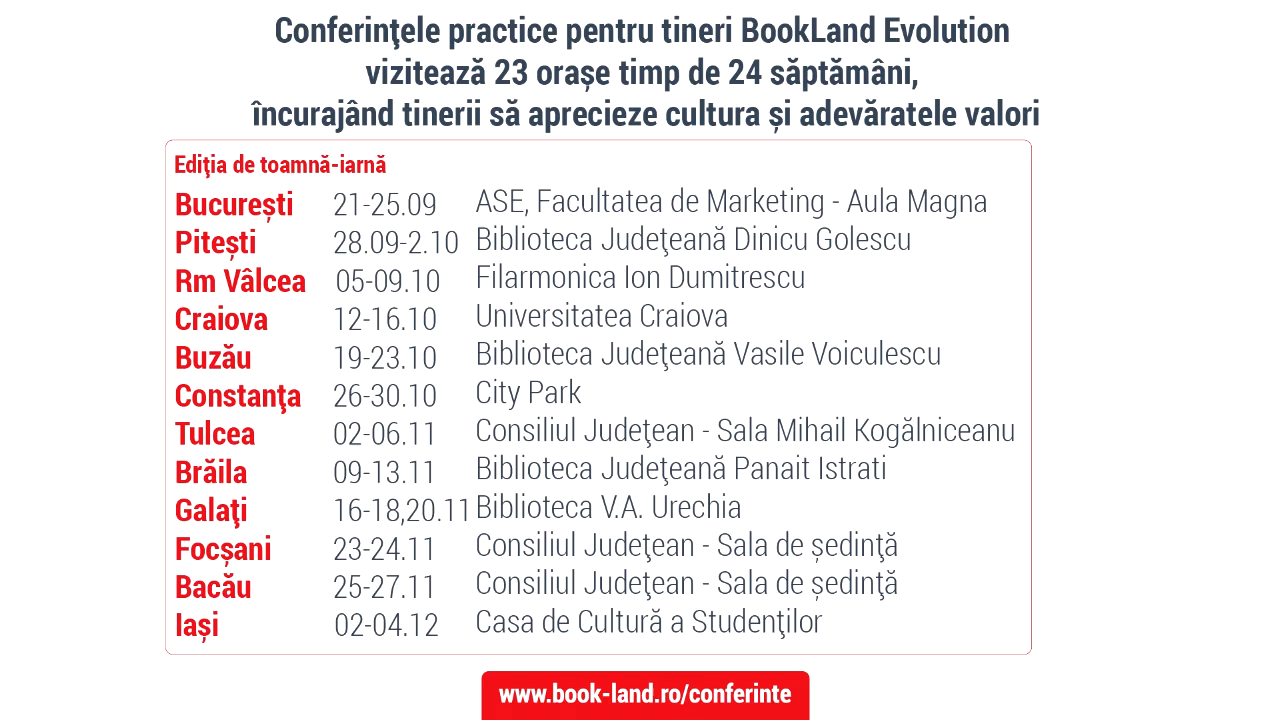 Conferinţele practice pentru tineri BookLand Evolution
vizitează 23 orașe timp de 24 săptămâni,
încurajând tinerii să aprecieze cultura și adevăratele valori
Ediţia de toamnă-iarnă
București 21-25.09 ASE, Facultatea de Marketing - Aula Magna
Pitești 28.09-2.10 Biblioteca Judeţeană Dinicu Golescu
Rm Vâlcea 05-09.10 Filarmonica Ion Dumitrescu
Craiova 12-16.10 Universitatea Craiova
Buzău 19-23.10 Biblioteca Judeţeană Vasile Voiculescu
Constanţa 26-30.10 City Park
Tulcea 02-06.11 Consiliul Judeţean - Sala Mihail Kogălniceanu
Brăila 09-13.11 Biblioteca Judeţeană Panait Istrati
Galaţi 16-18,20.11 Biblioteca V.A. Urechia
Focșani 23-24.11 Consiliul Judeţean - Sala de ședinţă
Bacău 25-27.11 Consiliul Judeţean - Sala de ședinţă
Iași 02-04.12 Casa de Cultură a Studenţilor
www.book-land.ro/conferinte